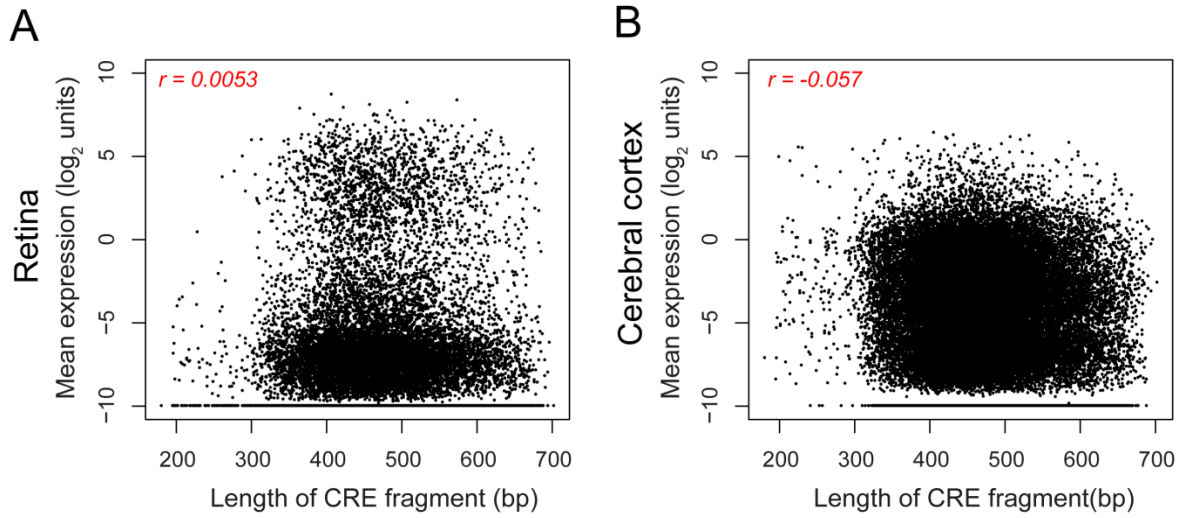 A
Retina
Mean expression (log2 units)
r = 0.0053
10
5
0
−5
−10
200 300 400 500 600 700
Length of CRE fragment (bp)
B
Cerebral cortex
Mean expression (log2 units)
r = -0.057
10
5
0
−5
−10
200 300 400 500 600 700
Length of CRE fragment(bp)